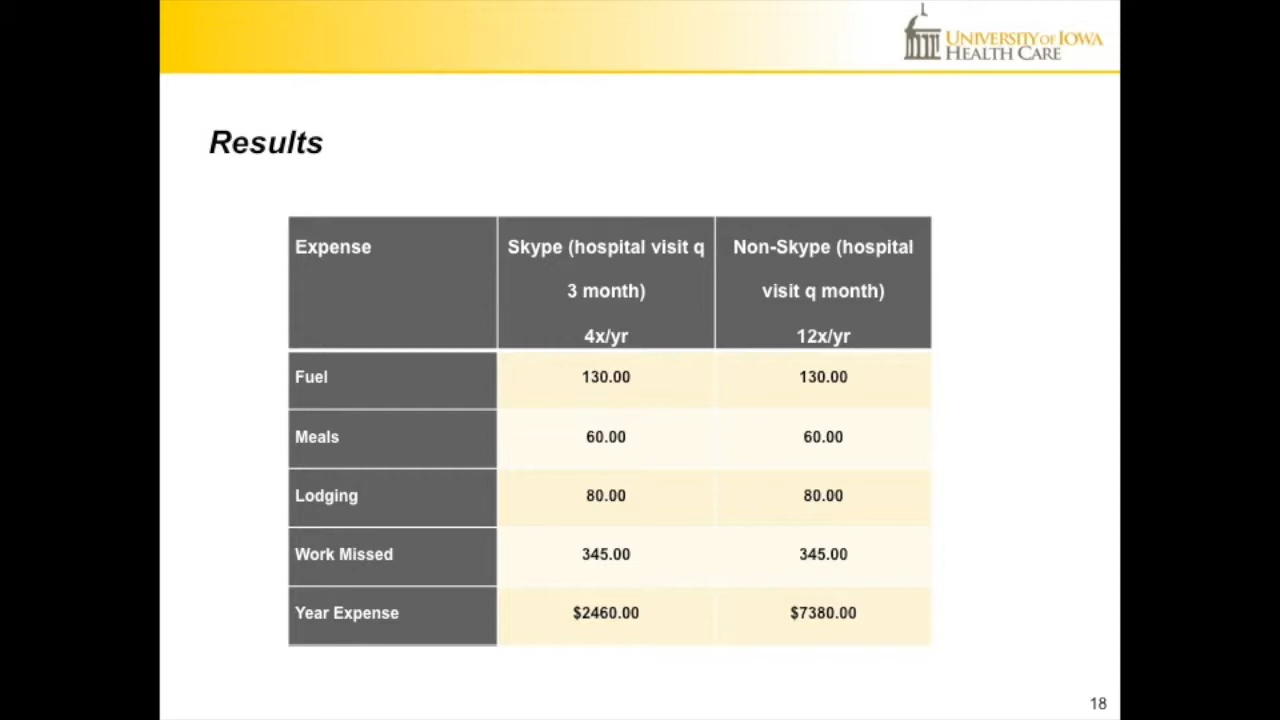 UNIVERSITY OF IOWA
HEALTH CARE
Results
Expense
Skype (hospital visit q
3 month)
4x/yr
Non-Skype (hospital
visit q month)
12x/yr
Fuel 130.00 130.00
Meals 60.00 60.00
Lodging 80.00 80.00
Work Missed 345.00 345.00
Year Expense $2460.00 $7380.00
18